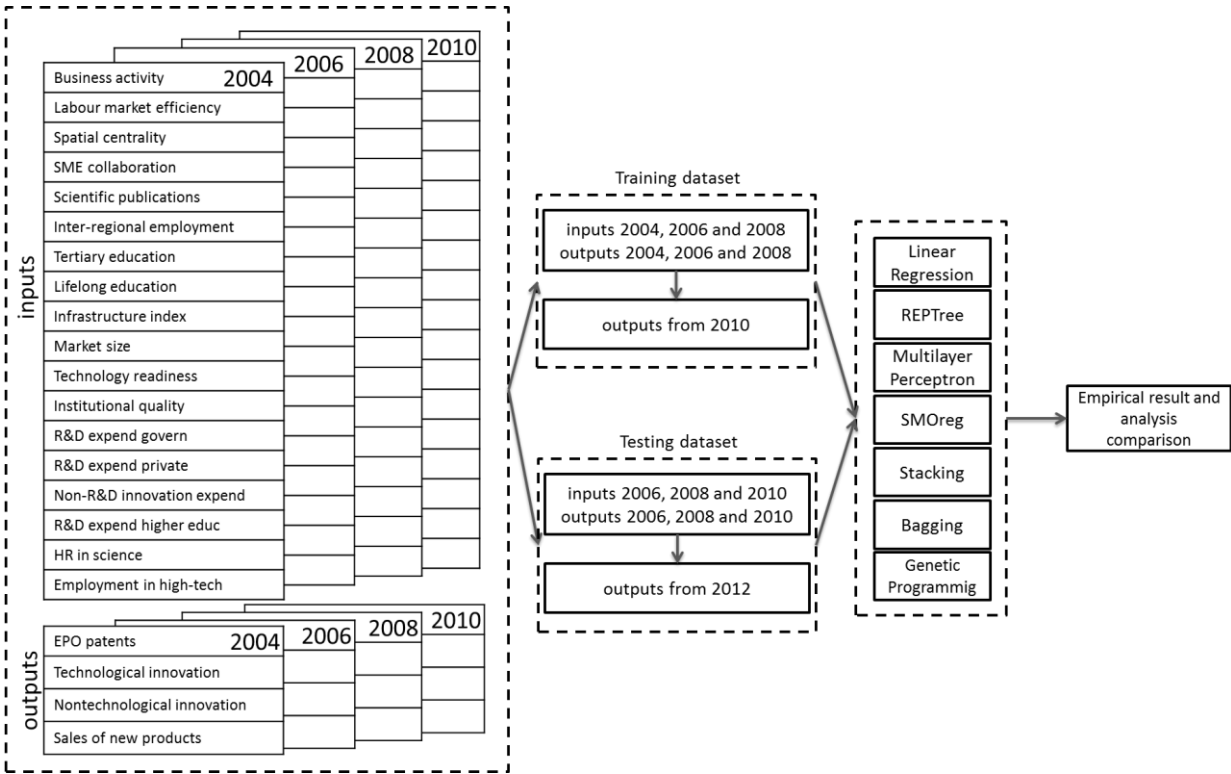 inputs
2004
2006
2008
2010
Business activity
Labour market efficiency
Spatial centrality
SME collaboration
Scientific publications
Inter-regional employment
Tertiary education
Lifelong education
Infrastructure index
Market size
Technology readiness
Institutional quality
R&D expend govern
R&D expend private
Non-R&D innovation expend
R&D expend higher educ
HR in science
Employment in high-tech
outputs
2004
2006
2008
2010
EPO patents
Technological innovation
Nontechnological innovation
Sales of new products
Training dataset
inputs 2004, 2006 and 2008
outputs 2004, 2006 and 2008
outputs from 2010
Testing dataset
inputs 2006, 2008 and 2010
outputs 2006, 2008 and 2010
outputs from 2012
Linear
Regression
REPTree
Multilayer
Perceptron
SMOreg
Stacking
Bagging
Genetic
Programmig
Empirical result and
analysis
comparison